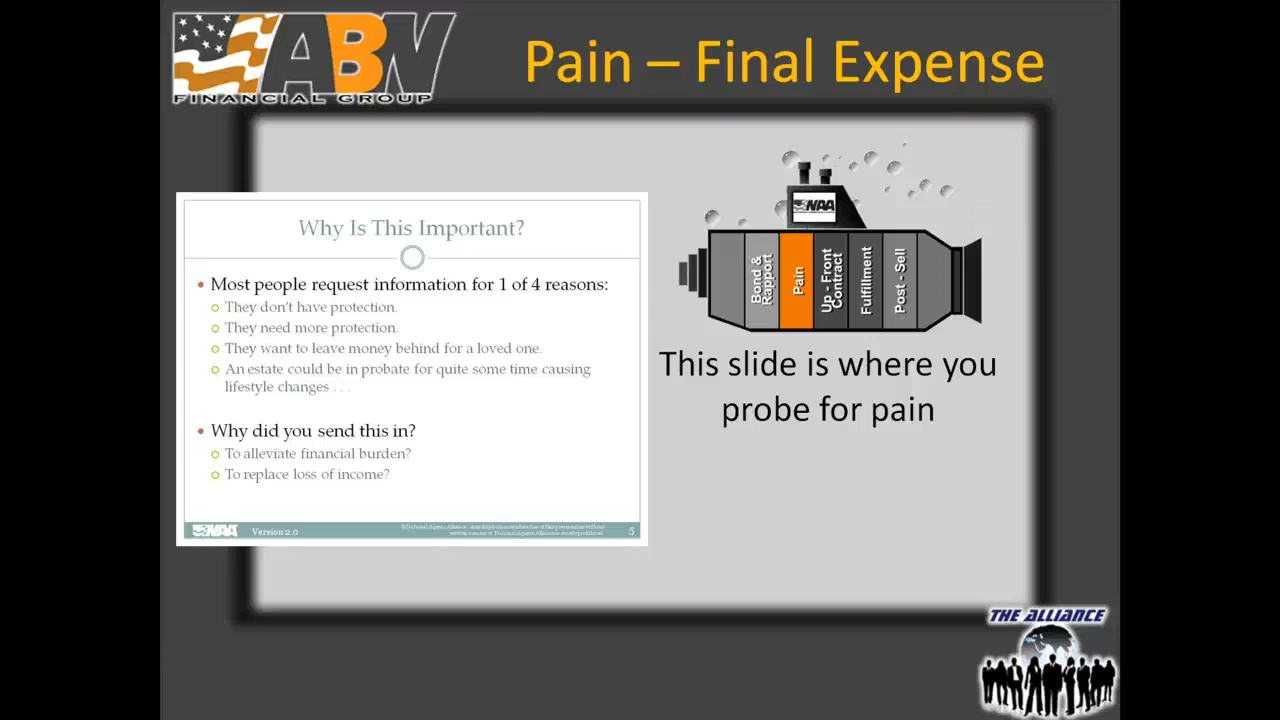 ABN
FINANCIAL GROUP
Pain – Final Expense
Why Is This Important?
Most people request information for 1 of 4 reasons:
They don't have protection.
They need more protection.
They want to leave money behind for a loved one.
An estate could be in probate for quite some time causing
lifestyle changes . . .
Why did you send this in?
To alleviate financial burden?
To replace loss of income?
NAA
Version 2.0
5
NAA
Bond &
Rapport
Pain
Up - Front
Contract
Fulfillment
Post - Sell
This slide is where you
probe for pain
THE ALLIANCE